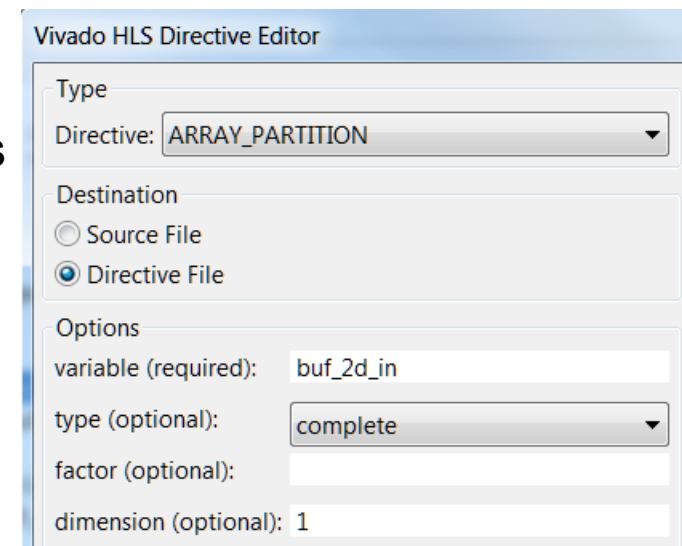 Vivado HLS Directive Editor
Type
s
Directive: ARRAY_PARTITION
Destination
Source File
Directive File
Options
variable (required): buf_2d_in
type (optional): complete
factor (optional):
dimension (optional): 1